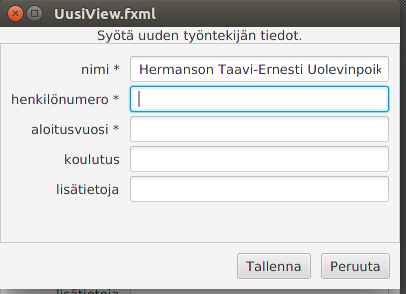 UusiView.fxml
Syötä uuden työntekijän tiedot.
nimi * Hermanson Taavi-Ernesti Uolevinpoik
henkilönumero *
aloitusvuosi *
koulutus
lisätietoja
Tallenna Peruuta
lisätietoja